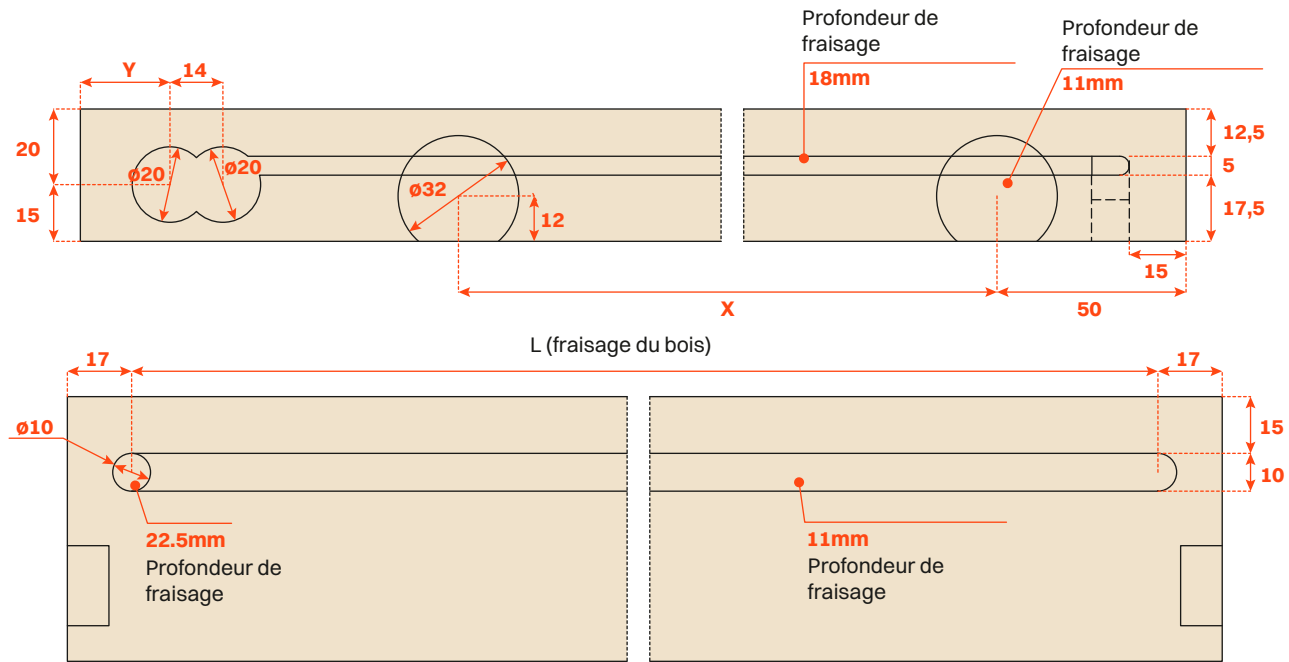 Profondeur de
fraisage
18mm
Profondeur de
fraisage
11mm
Y
14
20
15
ø20
ø20
ø32
12
12,5
5
17,5
15
X
50
L (fraisage du bois)
17
17
ø10
15
10
22.5mm
Profondeur de
fraisage
11mm
Profondeur de
fraisage